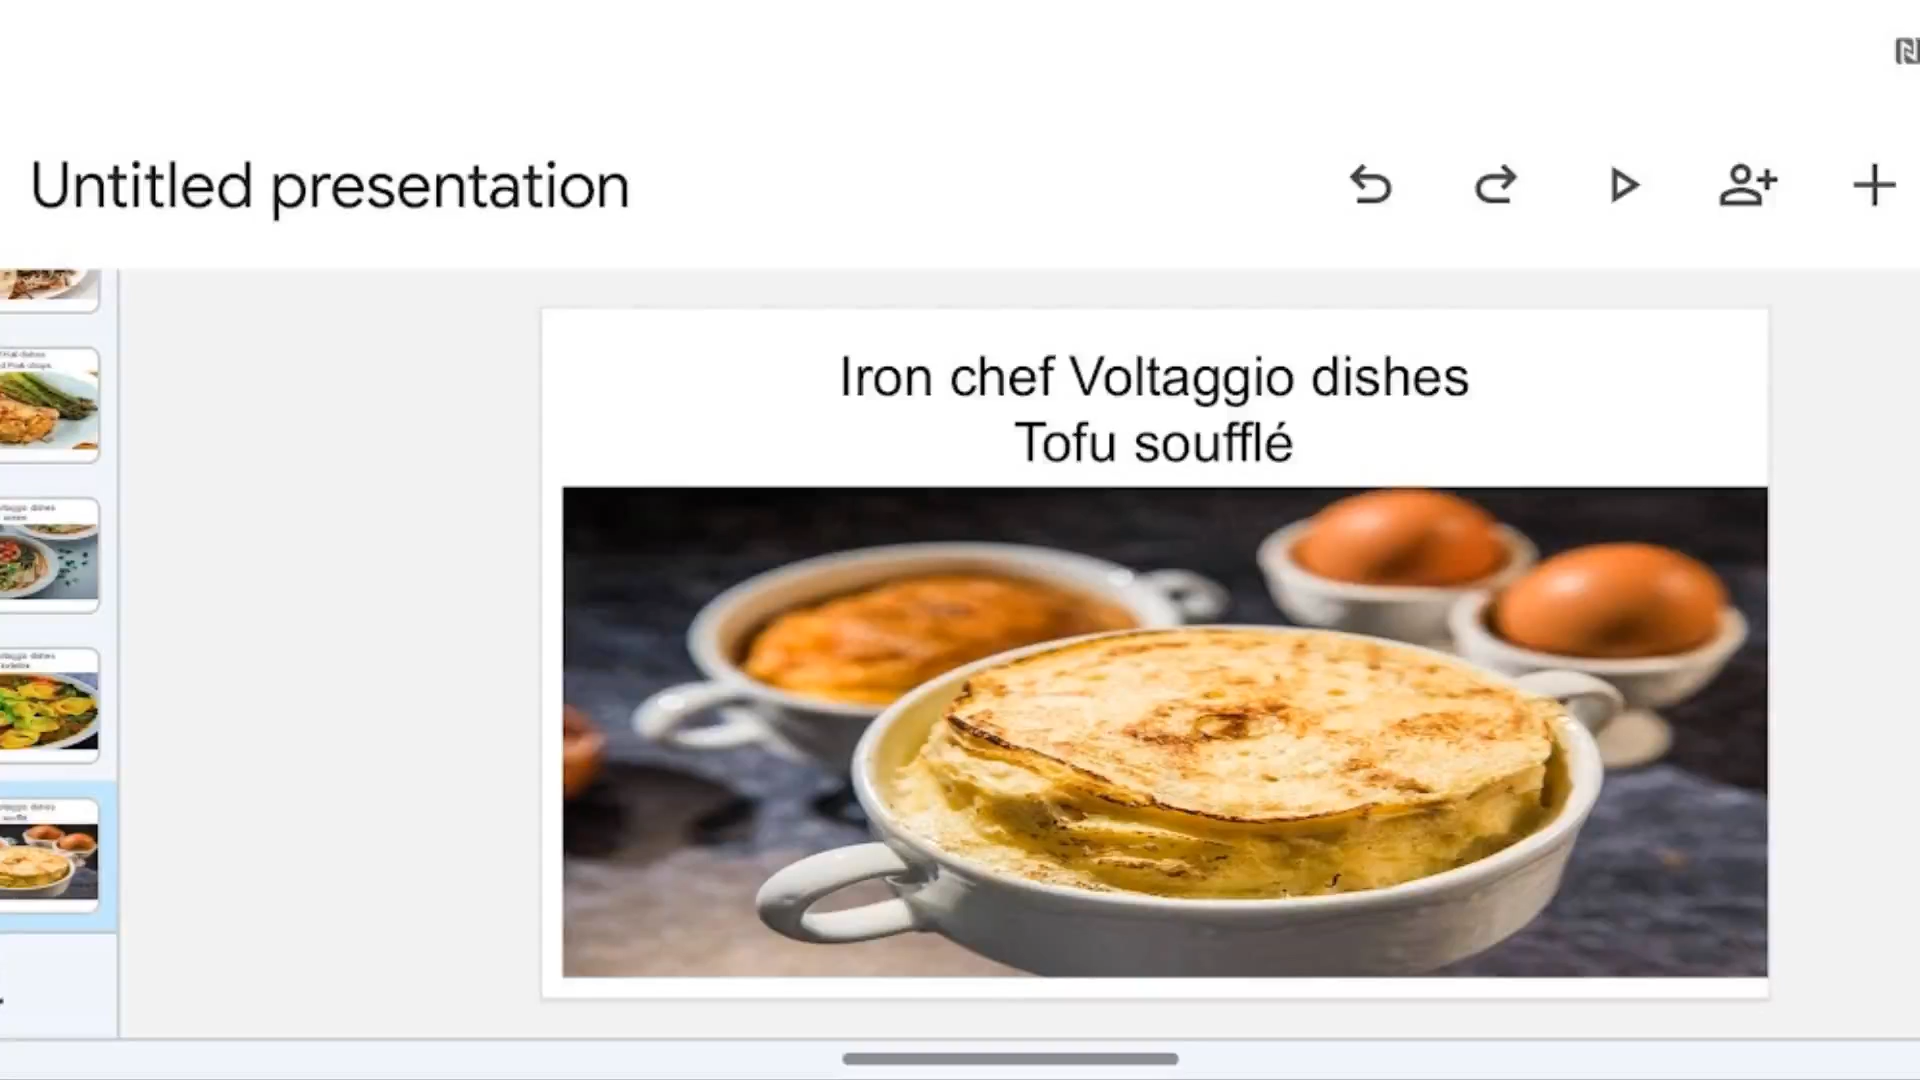 Untitled presentation
Iron chef Voltaggio dishes
Tofu soufflé